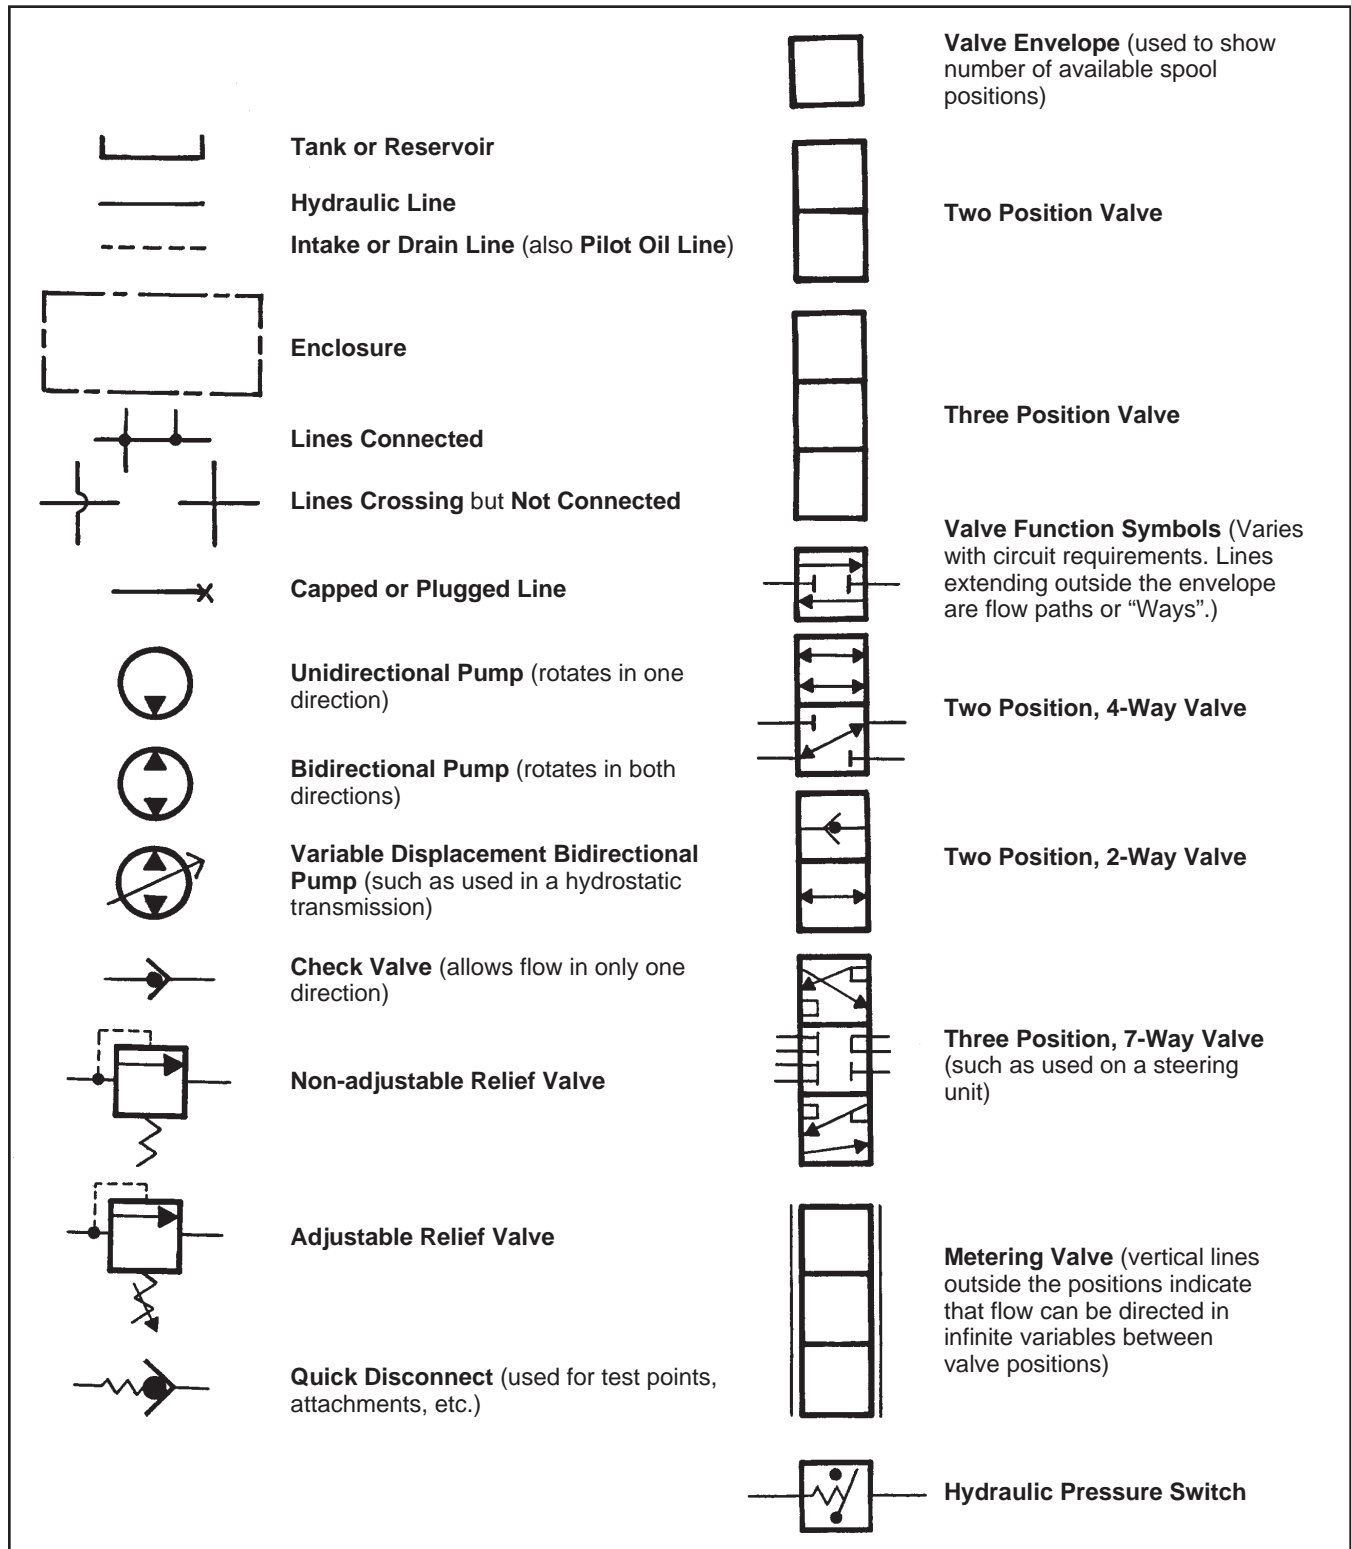 Tank or Reservoir
Hydraulic Line
Intake or Drain Line (also Pilot Oil Line)
Enclosure
Lines Connected
Lines Crossing but Not Connected
Capped or Plugged Line
Unidirectional Pump (rotates in one
direction)
Bidirectional Pump (rotates in both
directions)
Variable Displacement Bidirectional
Pump (such as used in a hydrostatic
transmission)
Check Valve (allows flow in only one
direction)
Non-adjustable Relief Valve
Adjustable Relief Valve
Quick Disconnect (used for test points,
attachments, etc.)
Valve Envelope (used to show
number of available spool
positions)
Two Position Valve
Three Position Valve
Valve Function Symbols (Varies
with circuit requirements. Lines
extending outside the envelope
are flow paths or “Ways”.)
Two Position, 4-Way Valve
Two Position, 2-Way Valve
Three Position, 7-Way Valve
(such as used on a steering
unit)
Metering Valve (vertical lines
outside the positions indicate
that flow can be directed in
infinite variables between
valve positions)
Hydraulic Pressure Switch